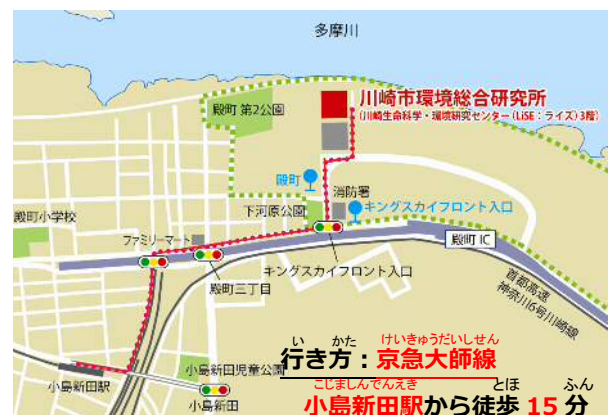 多摩川
川崎市環境総合研究所
(川崎生命科学・環境研究センター(LiSE:ライズ)3階)
殿町 第2公園
殿町
消防署
下河原公園
キングスカイフロント入口
殿町小学校
ファミリーマート
殿町 IC
キングスカイフロント入口
殿町三丁目
首都高速
神奈川6号川崎線
い かた けいきゅうだいしせん
行き方:京急大師線
小島新田児童公園
小島新田駅
小島新田
こじましんでんえき とほ ふん
小島新田駅から徒歩 15 分